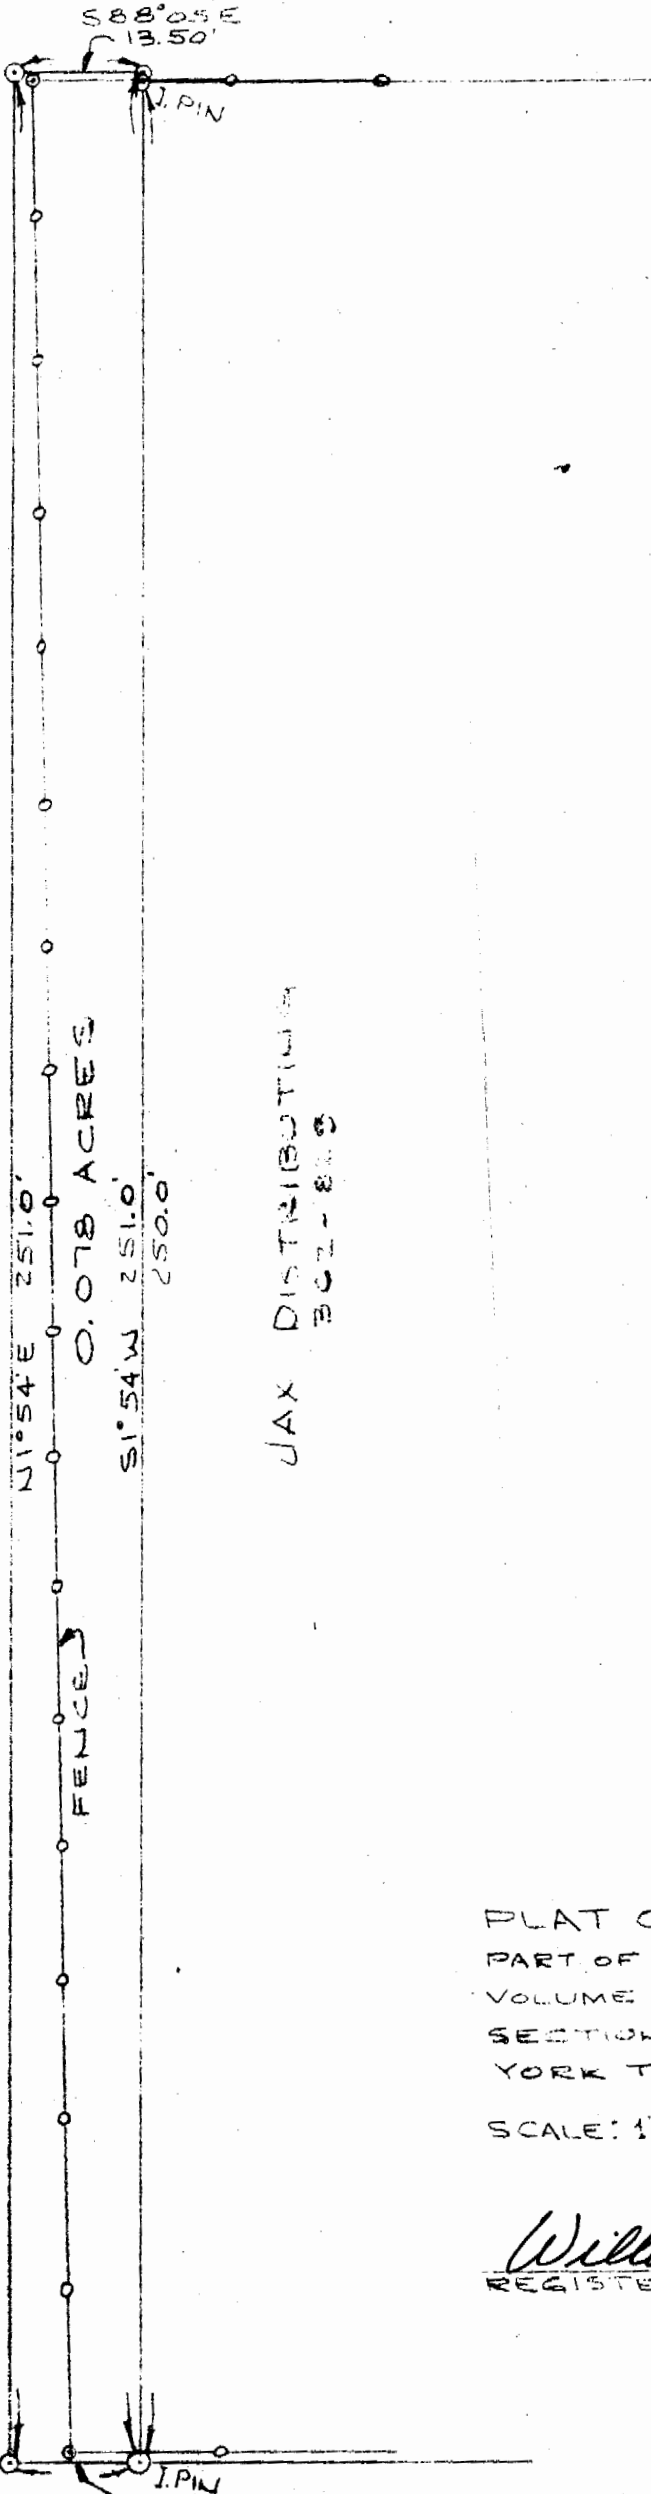 S88°05'E
13.50'
I. PIN
N1°54'E 251.0'
0.078 ACRES
S1°54'W 251.0'
250.0'
JAX DISTRIBUTING
FENCE
PLAT
PART OF
VOLUME
SECTION
YORK
SCALE: 1"
REGISTE
I. PIN